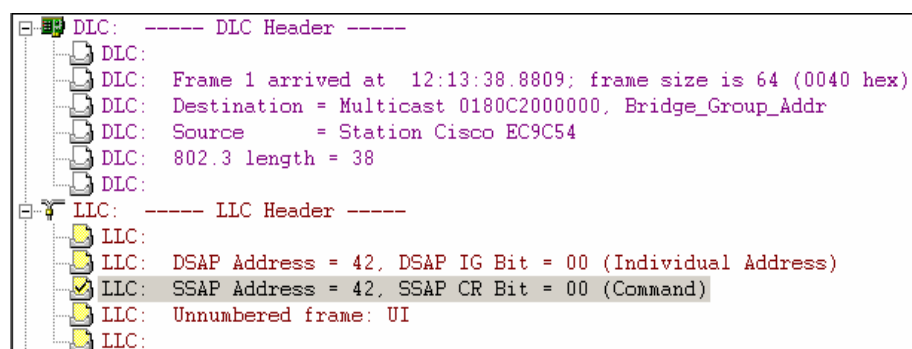 DLC: ----- DLC Header -----
DLC:
DLC: Frame 1 arrived at 12:13:38.8809; frame size is 64 (0040 hex)
DLC: Destination = Multicast 0180C2000000, Bridge_Group_Addr
DLC: Source = Station Cisco EC9C54
DLC: 802.3 length = 38
DLC:
LLC: ----- LLC Header -----
LLC:
LLC: DSAP Address = 42, DSAP IG Bit = 00 (Individual Address)
LLC: SSAP Address = 42, SSAP CR Bit = 00 (Command)
LLC: Unnumbered frame: UI
LLC: